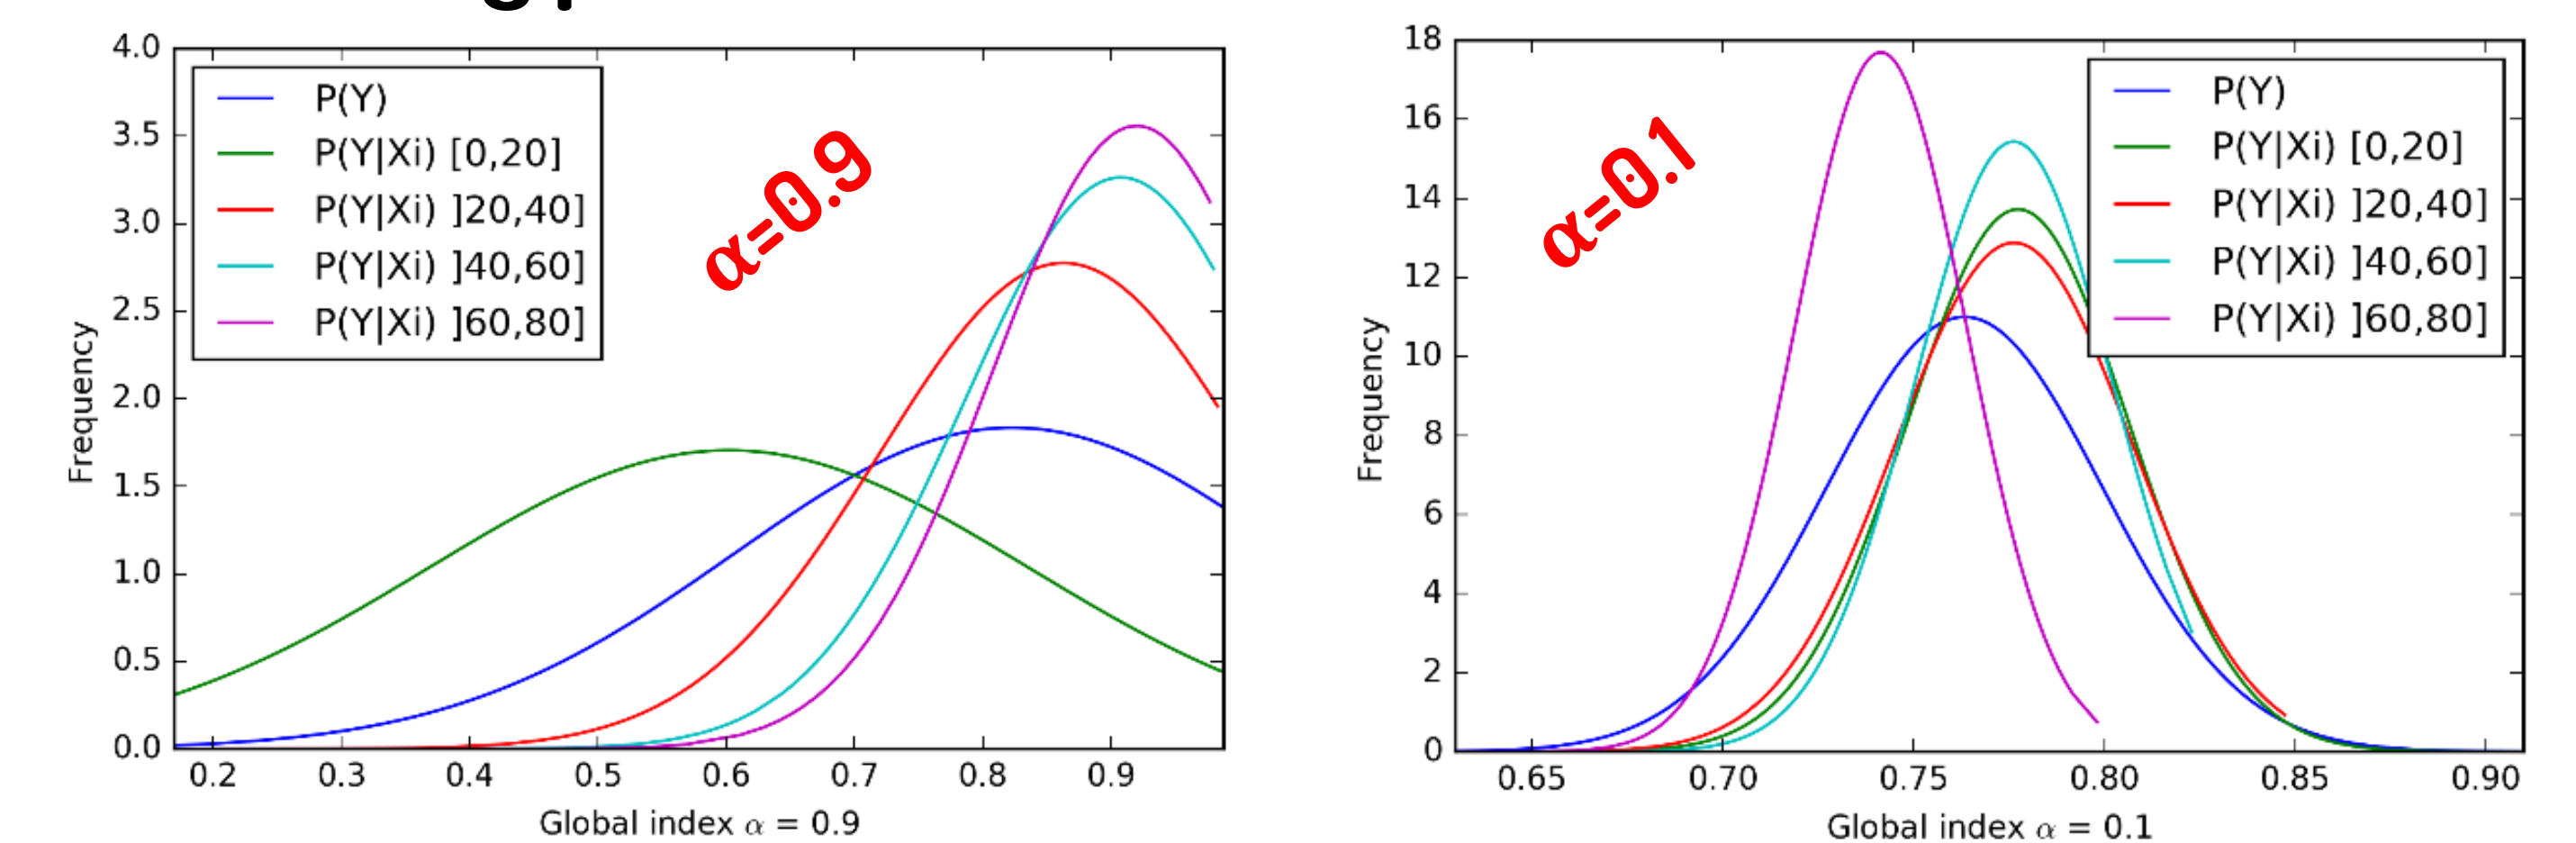 4.0
3.5
3.0
2.5
2.0
1.5
1.0
0.5
0.0
Frequency
P(Y)
P(Y|Xi) [0,20]
P(Y|Xi) ]20,40]
P(Y|Xi) ]40,60]
P(Y|Xi) ]60,80]
α=0.9
0.2 0.3 0.4 0.5 0.6 0.7 0.8 0.9
Global index α = 0.9
18
16
14
12
10
8
6
4
2
0
Frequency
α=0.1
P(Y)
P(Y|Xi) [0,20]
P(Y|Xi) ]20,40]
P(Y|Xi) ]40,60]
P(Y|Xi) ]60,80]
0.65 0.70 0.75 0.80 0.85 0.90
Global index α = 0.1